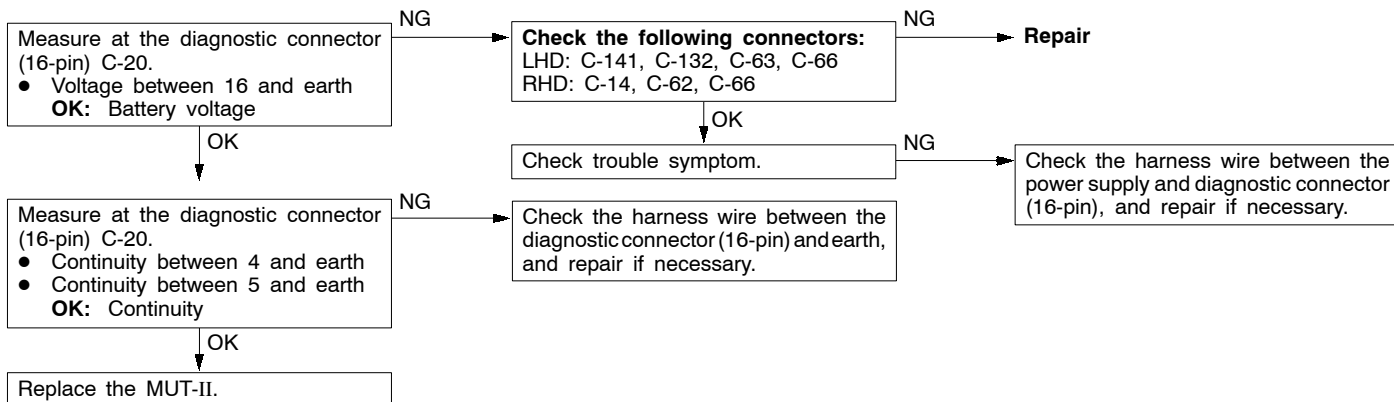 NG
Measure at the diagnostic connector
(16-pin) C-20.
● Voltage between 16 and earth
OK: Battery voltage
Check the following connectors:
LHD: C-141, C-132, C-63, C-66
RHD: C-14, C-62, C-66
NG
Repair
OK
OK
Check trouble symptom.
NG
Check the harness wire between the
power supply and diagnostic connector
(16-pin), and repair if necessary.
Measure at the diagnostic connector
(16-pin) C-20.
● Continuity between 4 and earth
● Continuity between 5 and earth
OK: Continuity
NG
Check the harness wire between the
diagnostic connector (16-pin) and earth,
and repair if necessary.
OK
Replace the MUT-II.